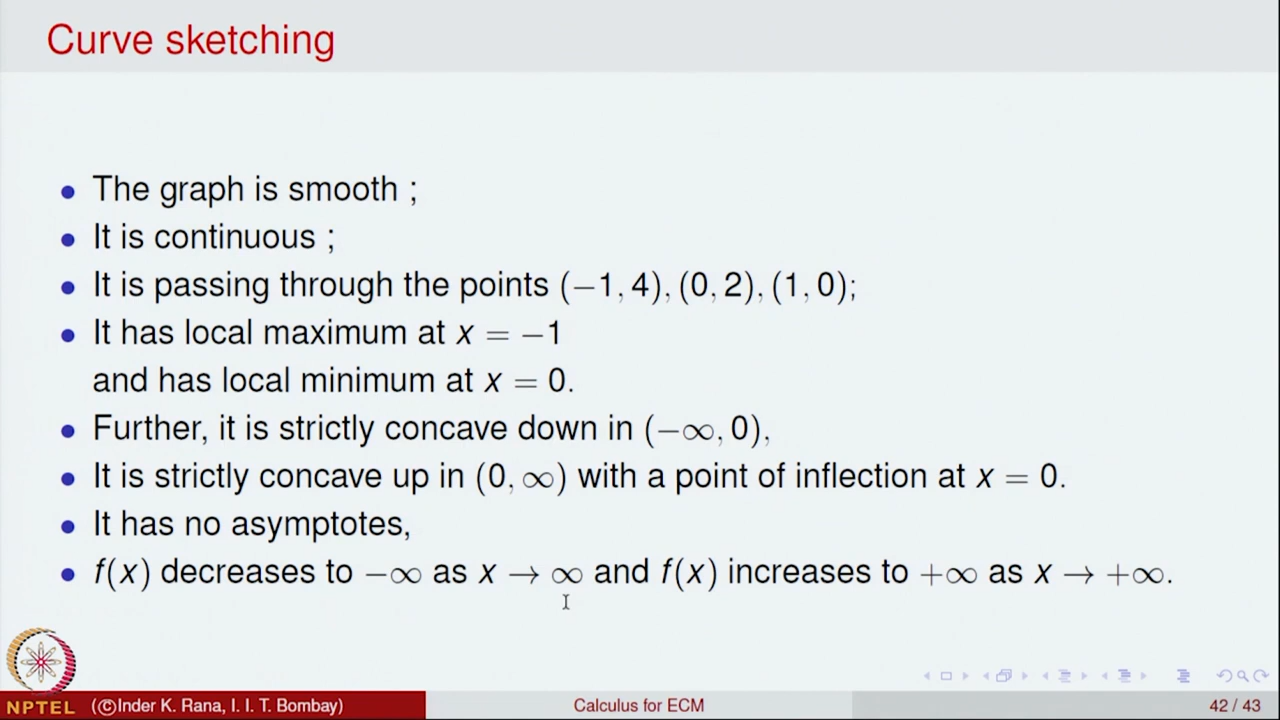 Curve sketching
• The graph is smooth ;
• It is continuous ;
• It is passing through the points (−1, 4), (0, 2), (1, 0);
• It has local maximum at x = −1
and has local minimum at x = 0.
• Further, it is strictly concave down in (−∞, 0),
• It is strictly concave up in (0, ∞) with a point of inflection at x = 0.
• It has no asymptotes,
• f(x) decreases to −∞ as x → ∞ and f(x) increases to +∞ as x → +∞.
NPTEL (©Inder K. Rana, I. I. T. Bombay) Calculus for ECM 42 / 43